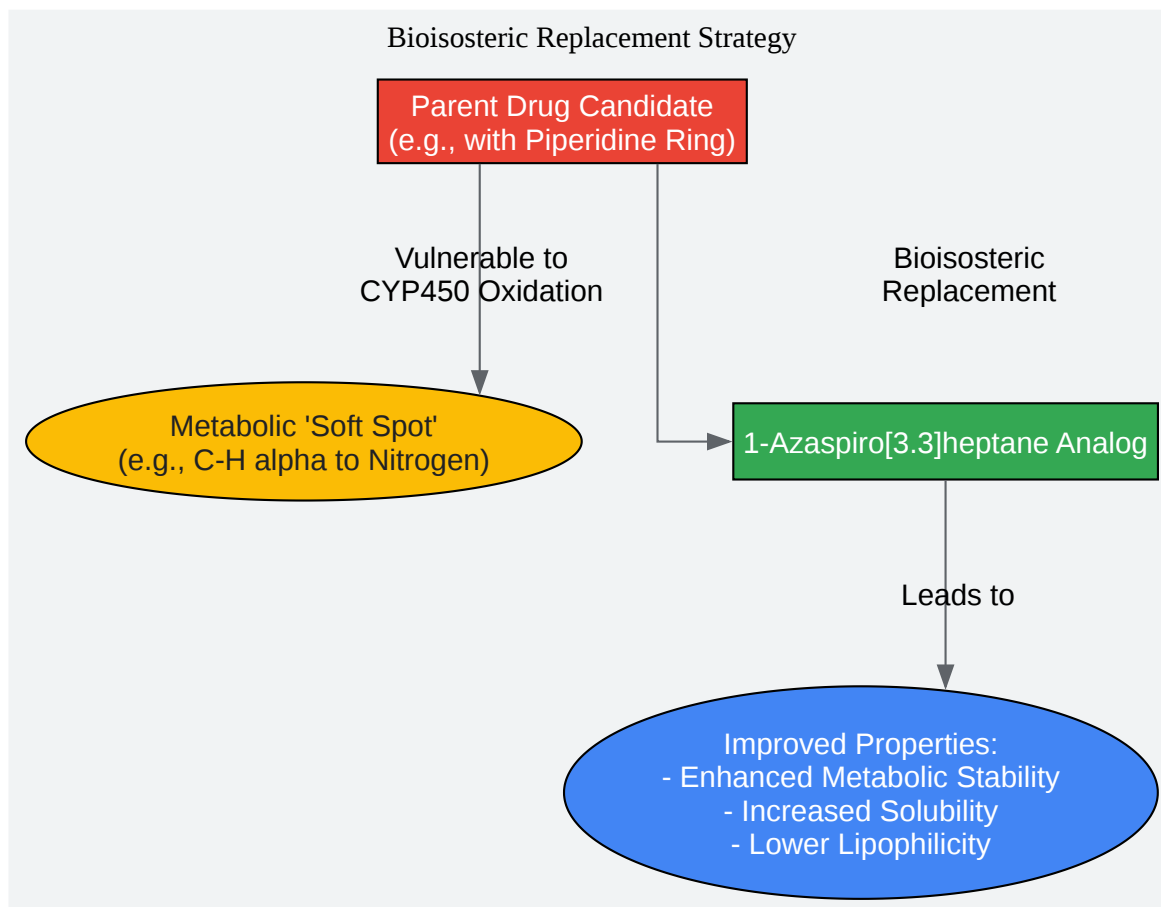 Bioisosteric Replacement Strategy
Parent Drug Candidate
(e.g., with Piperidine Ring)
Vulnerable to
CYP450 Oxidation
Bioisosteric
Replacement
Metabolic 'Soft Spot'
(e.g., C-H alpha to Nitrogen)
1-Azaspiro[3.3]heptane Analog
Leads to
Improved Properties:
- Enhanced Metabolic Stability
- Increased Solubility
- Lower Lipophilicity